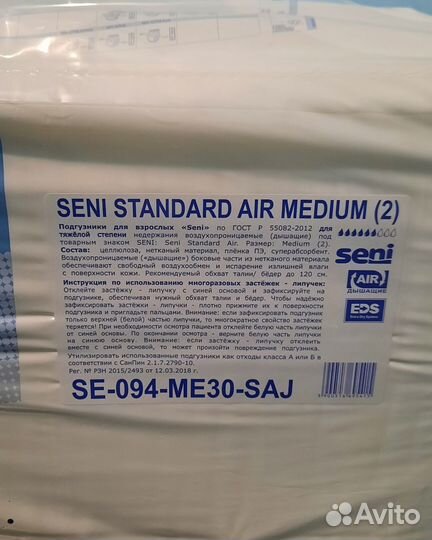 SENI STANDARD AIR MEDIUM (2)
Подгузники для взрослых «Seni» по ГОСТ Р 55082-2012 для
тяжёлой степени недержания воздухопроницаемые (дышащие) под
товарным знаком SENI: Seni Standard Air. Размер: Medium (2).
Состав: целлюлоза, нетканый материал, плёнка ПЭ, суперабсорбент.
Воздухопроницаемые («дышащие») боковые части из нетканого материала
обеспечивают свободный воздухообмен и испарение излишней влаги
с поверхности кожи. Рекомендуемый обхват талии/ бёдер до 120 см.
Инструкция по использованию многоразовых застёжек - липучек:
Отклейте застёжку - липучку с основой и зафиксируйте на
подгузнике, обеспечивая нужный обхват талии и бёдер. Чтобы надёжно
застегнуть застёжки - липучки плотно прижмите их к поверхности
подгузника и пригладьте пальцами. Внимание: если зафиксировать подгузник
только верхней (белой) частью липучки, то многократное свойство застёжек
теряется! При необходимости осмотра пациента отклейте белую часть липучки
от синей основы. По окончании осмотра - верните белую часть липучки
на синюю основу. Внимание: если отклеить застёжку - липучку
вместе с синей основой, то может произойти повреждение подгузника.
Утилизировать использованные подгузники как отходы класса А или Б в
соответствии с СанПин 2.1.7.2790-10.
Рег. № РЗН 2015/2493 от 12.03.2018 г.
SE-094-ME30-SAJ
seni
AIR
ДЫШАЩИЕ
EDS
Extra Dry System
Avito